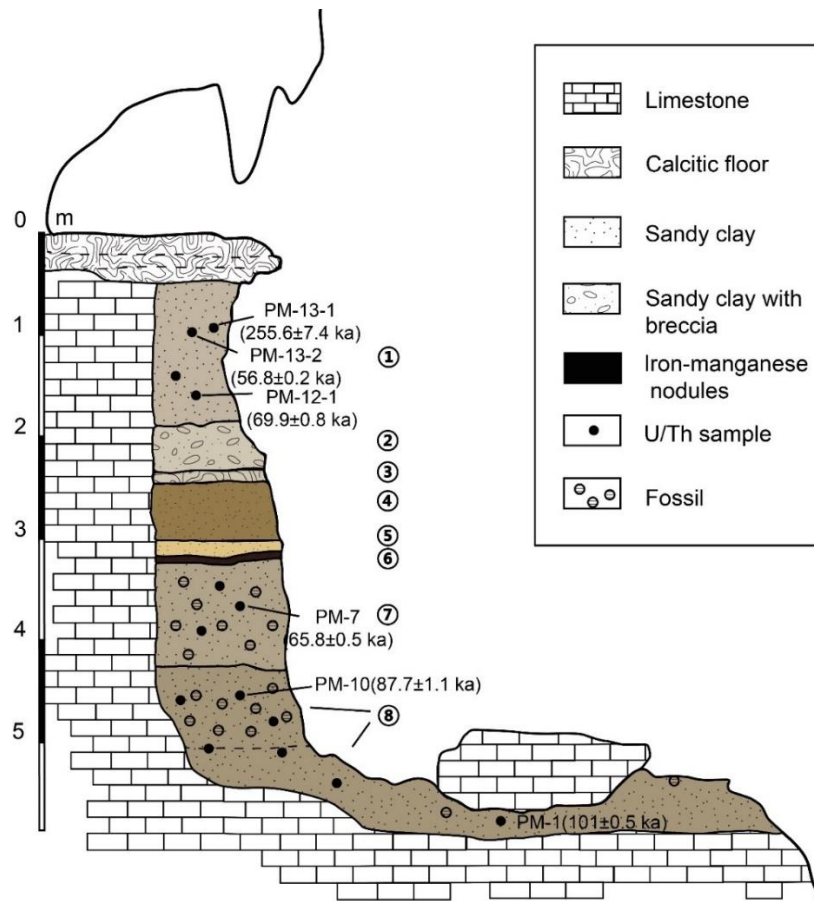 0 m
1
2
3
4
5
PM-13-1
(255.6±7.4 ka)
PM-13-2
(56.8±0.2 ka)
PM-12-1
(69.9±0.8 ka)
①
②
③
④
⑤
⑥
⑦
PM-7
(65.8±0.5 ka)
PM-10(87.7±1.1 ka)
⑧
PM-1(101±0.5 ka)
Limestone
Calcitic floor
Sandy clay
Sandy clay with
breccia
Iron-manganese
nodules
U/Th sample
Fossil